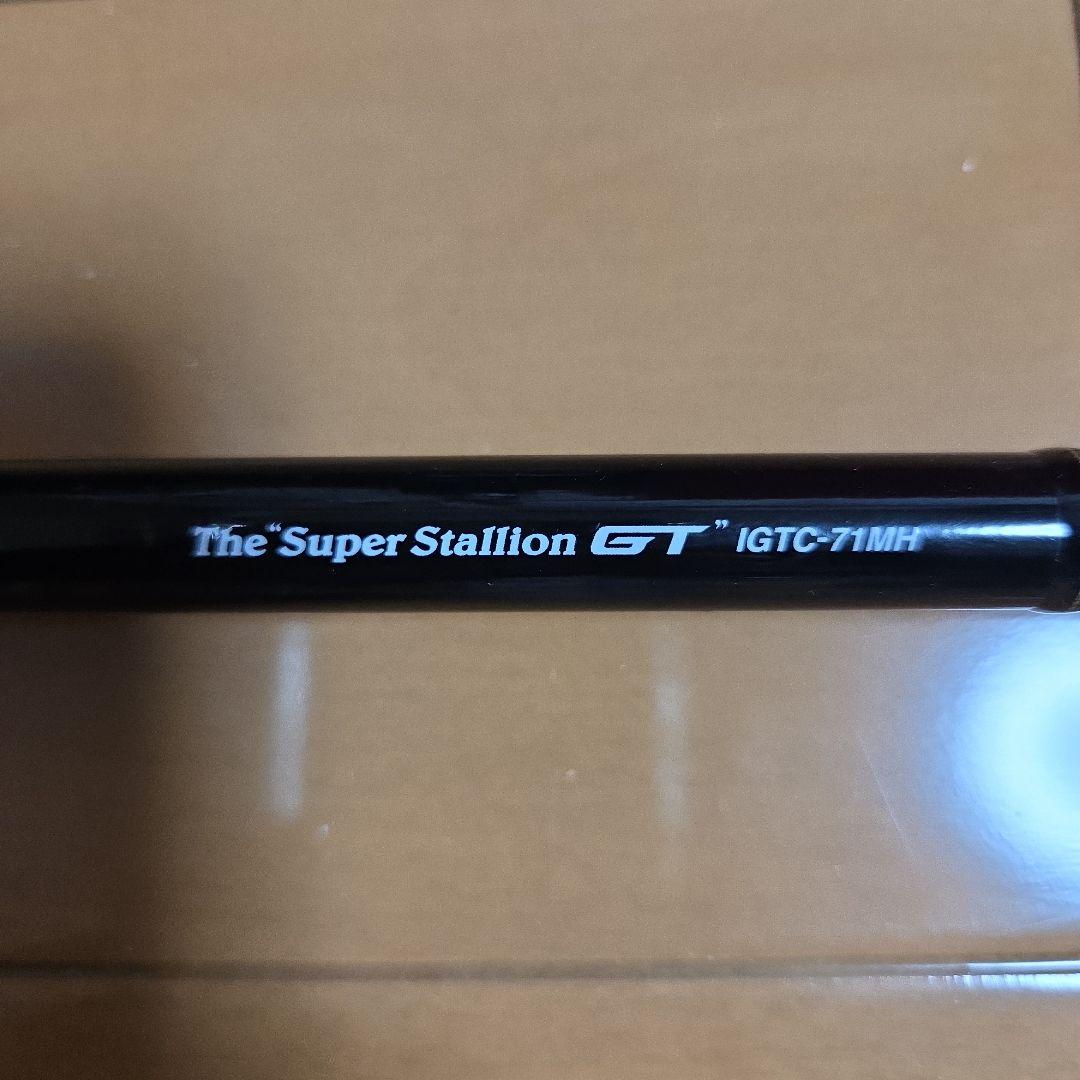 The “Super Stallion GT” IGTC-71MH